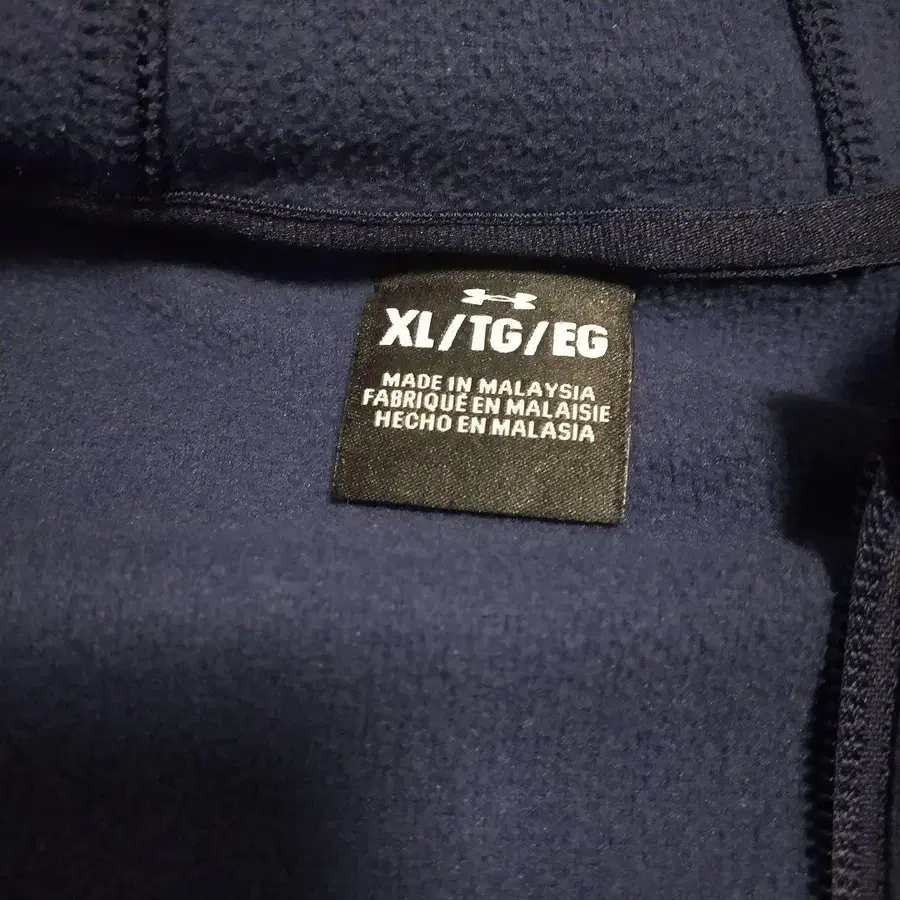 XL/TG/EG
MADE IN MALAYSIA
FABRIQUÉ EN MALAISIE
HECHO EN MALASIA